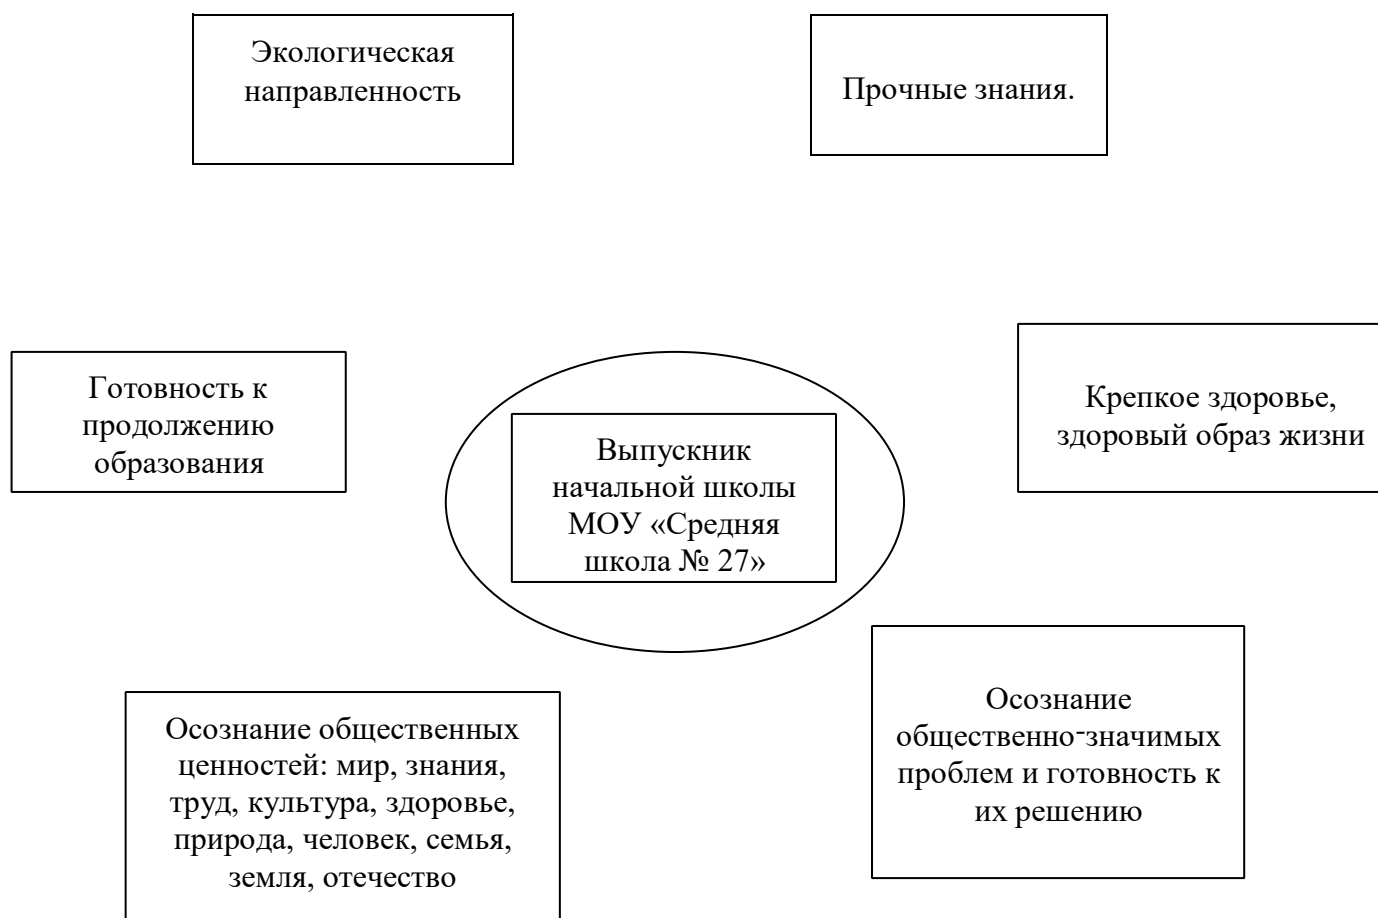 Экологическая
направленность
Прочные знания.
Готовность к
продолжению
образования
Выпускник
начальной школы
МОУ «Средняя
школа № 27»
Крепкое здоровье,
здоровый образ жизни
Осознание общественных
ценностей: мир, знания,
труд, культура, здоровье,
природа, человек, семья,
земля, отечество
Осознание
общественно-значимых
проблем и готовность к
их решению